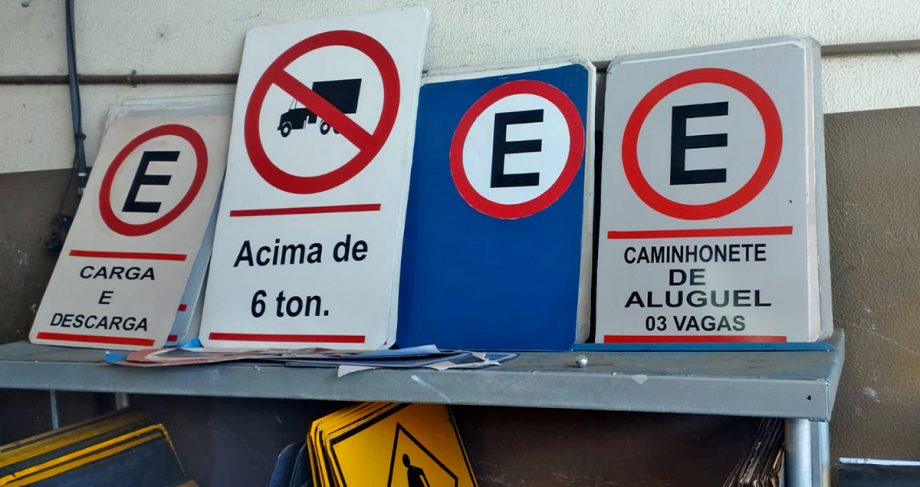 E
CARGA
E
DESCARGA
Acima de
6 ton.
E
E
CAMINHONETE
DE
ALUGUEL
03 VAGAS